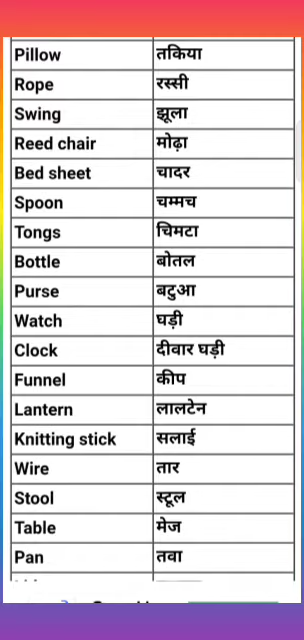 Pillow तकिया
Rope रस्सी
Swing झूला
Reed chair मोढ़ा
Bed sheet चादर
Spoon चम्मच
Tongs चिमटा
Bottle बोतल
Purse बटुआ
Watch घड़ी
Clock दीवार घड़ी
Funnel कीप
Lantern लालटेन
Knitting stick सलाई
Wire तार
Stool स्टूल
Table मेज
Pan तवा